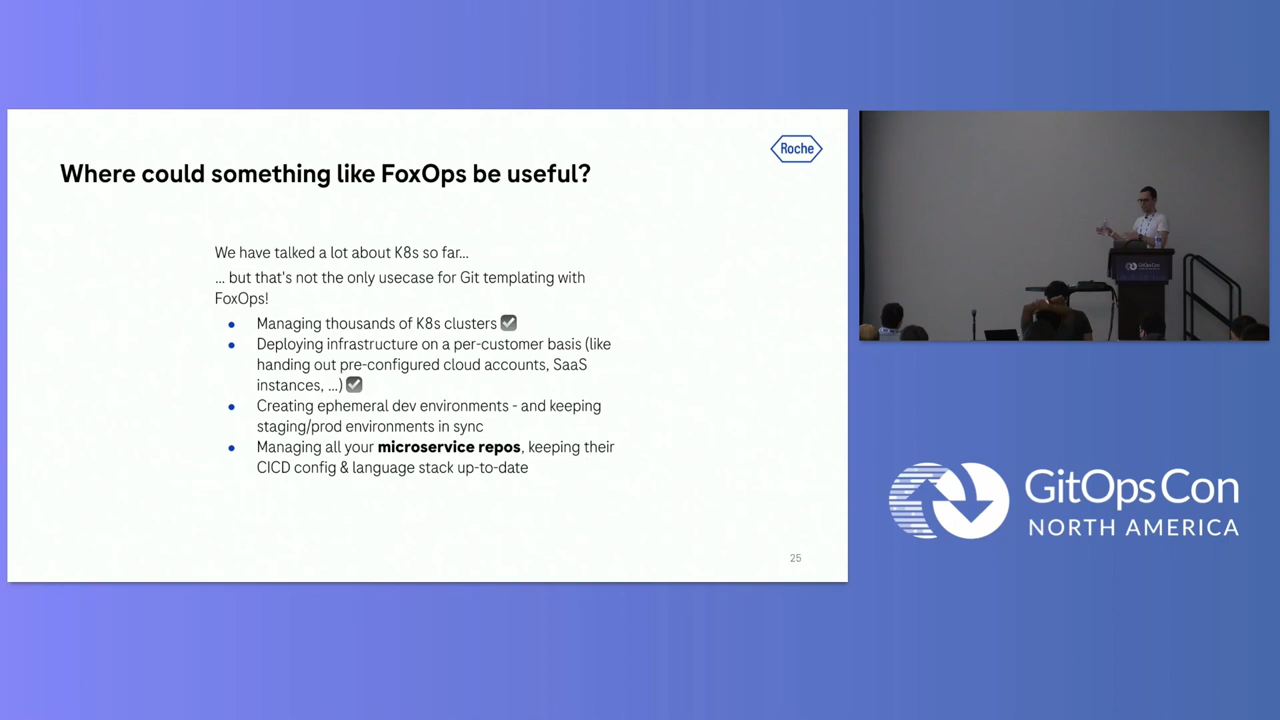 Roche
Where could something like FoxOps be useful?
We have talked a lot about K8s so far...
... but that's not the only usecase for Git templating with
FoxOps!
● Managing thousands of K8s clusters ☑
● Deploying infrastructure on a per-customer basis (like
handing out pre-configured cloud accounts, SaaS
instances, ...) ☑
● Creating ephemeral dev environments - and keeping
staging/prod environments in sync
● Managing all your microservice repos, keeping their
CICD config & language stack up-to-date
25
GitOpsCon
NORTH AMERICA